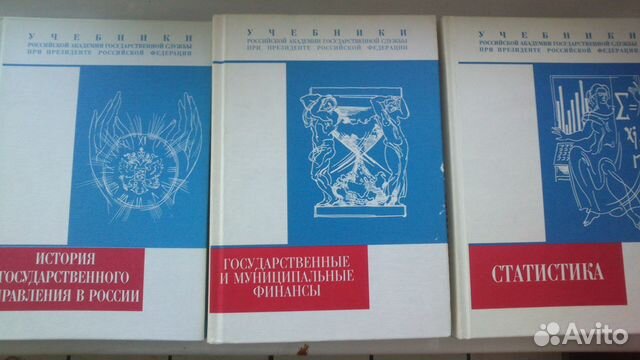 УЧЕБНИКИ
РОССИЙСКОЙ АКАДЕМИИ ГОСУДАРСТВЕННОЙ СЛУЖБЫ
ПРИ ПРЕЗИДЕНТЕ РОССИЙСКОЙ ФЕДЕРАЦИИ
ИСТОРИЯ
ГОСУДАРСТВЕННОГО
УПРАВЛЕНИЯ В РОССИИ
УЧЕБНИКИ
РОССИЙСКОЙ АКАДЕМИИ ГОСУДАРСТВЕННОЙ СЛУЖБЫ
ПРИ ПРЕЗИДЕНТЕ РОССИЙСКОЙ ФЕДЕРАЦИИ
ГОСУДАРСТВЕННЫЕ
И МУНИЦИПАЛЬНЫЕ
ФИНАНСЫ
УЧЕБНИКИ
РОССИЙСКОЙ АКАДЕМИИ ГОСУДАРСТВЕННОЙ СЛУЖБЫ
ПРИ ПРЕЗИДЕНТЕ РОССИЙСКОЙ ФЕДЕРАЦИИ
СТАТИСТИКА
Avito